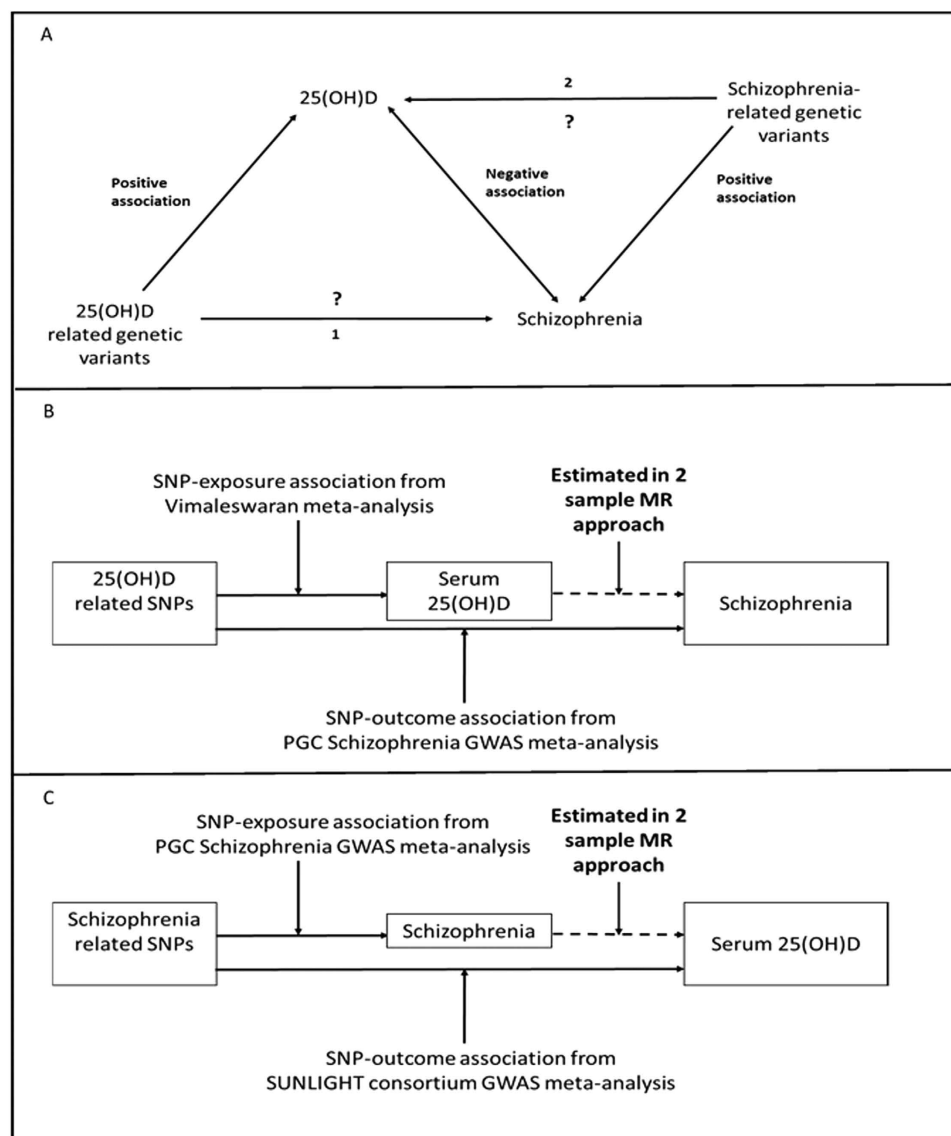 A
25(OH)D
2
?
Schizophrenia-
related genetic
variants
Positive
association
Negative
association
Positive
association
25(OH)D
related genetic
variants
?
1
Schizophrenia
B
SNP-exposure association from
Vimaleswaran meta-analysis
Estimated in 2
sample MR
approach
25(OH)D
related SNPs
Serum
25(OH)D
Schizophrenia
SNP-outcome association from
PGC Schizophrenia GWAS meta-analysis
C
SNP-exposure association from
PGC Schizophrenia GWAS meta-analysis
Estimated in 2
sample MR
approach
Schizophrenia
related SNPs
Schizophrenia
Serum 25(OH)D
SNP-outcome association from
SUNLIGHT consortium GWAS meta-analysis